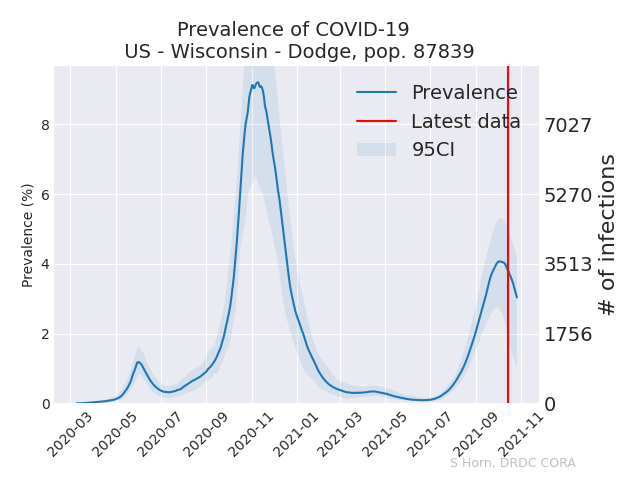 Prevalence of COVID-19
US - Wisconsin - Dodge, pop. 87839
Prevalence
Latest data
95CI
Prevalence (%)
8
6
4
2
0
7027
5270
3513
1756
0
# of infections
2020-03
2020-05
2020-07
2020-09
2020-11
2021-01
2021-03
2021-05
2021-07
2021-09
2021-11
S Horn, DRDC CORA